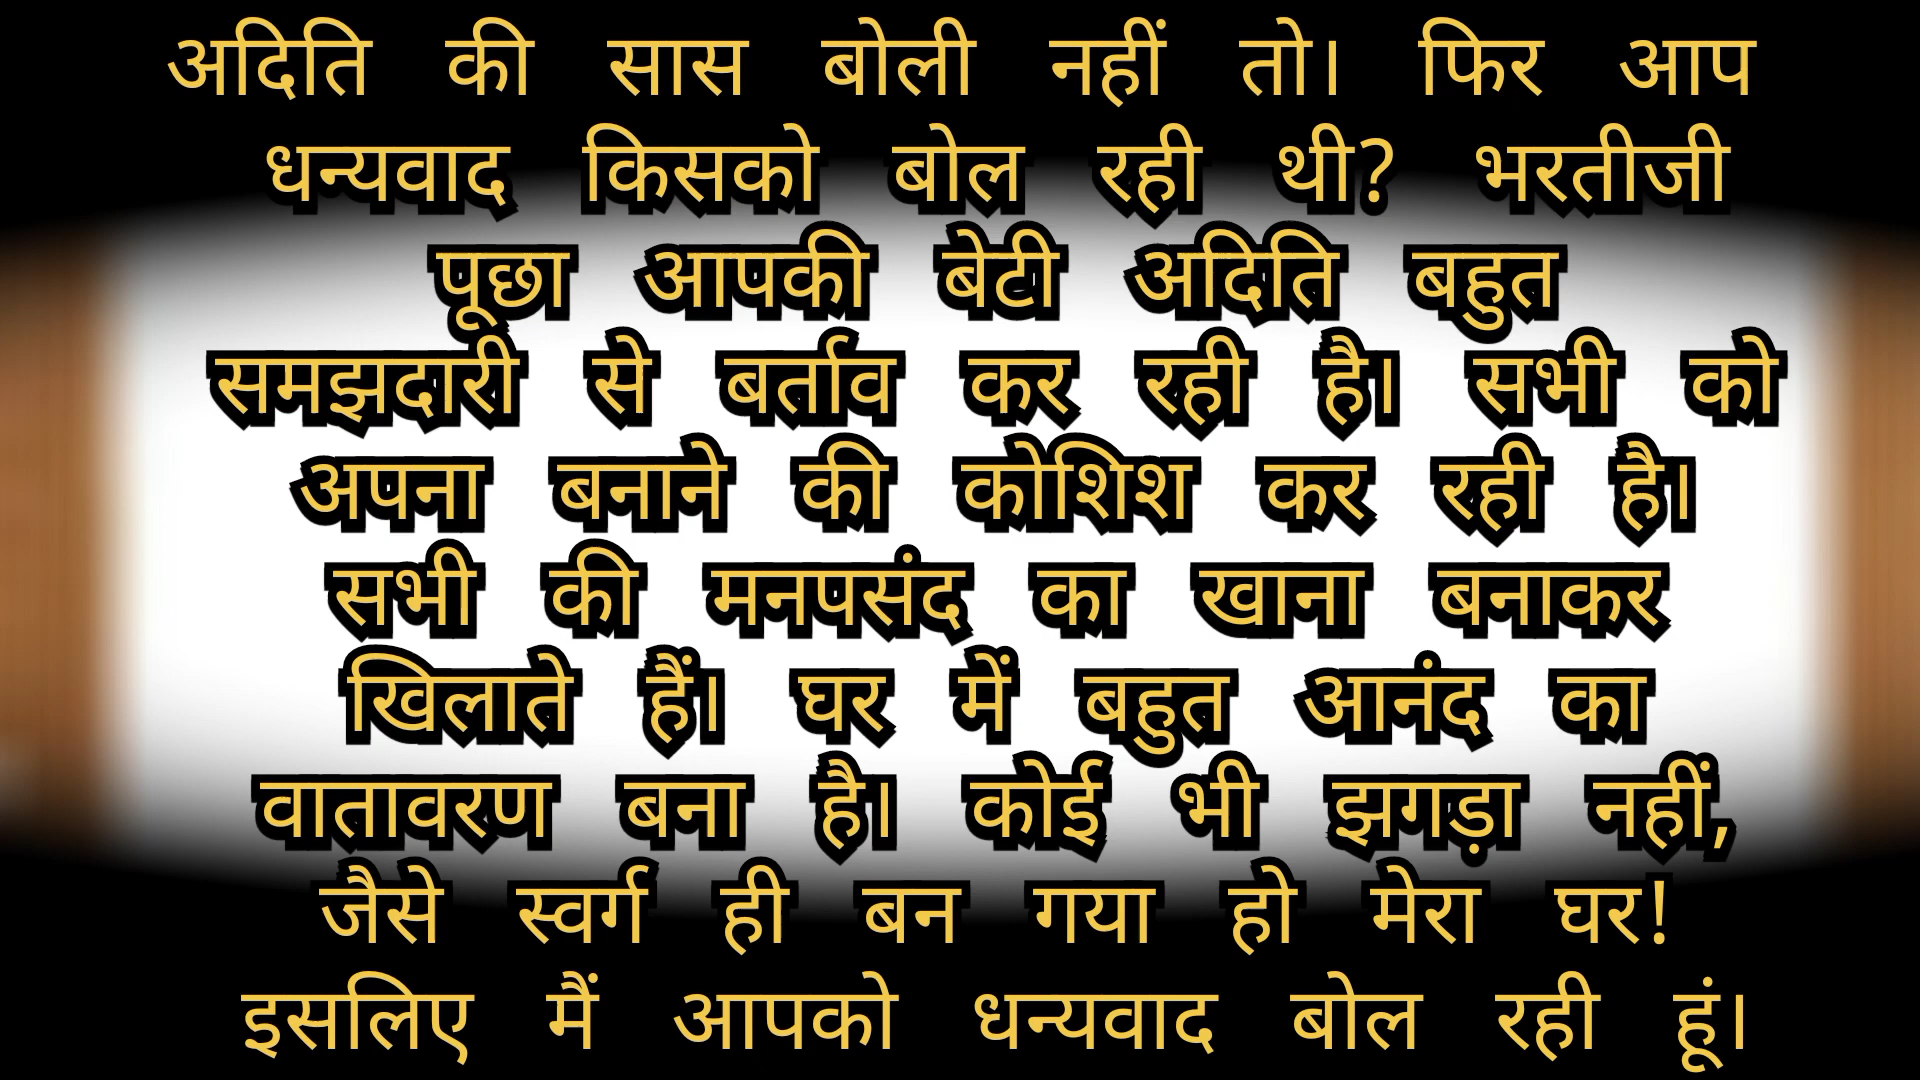 अदिति की सास बोली नहीं तो। फिर आप
धन्यवाद किसको बोल रही थी? भरतीजी
पूछा आपकी बेटी अदिति बहुत
समझदारी से बर्ताव कर रही है। सभी को
अपना बनाने की कोशिश कर रही है।
सभी की मनपसंद का खाना बनाकर
खिलाते हैं। घर में बहुत आनंद का
वातावरण बना है। कोई भी झगड़ा नहीं,
जैसे स्वर्ग ही बन गया हो मेरा घर!
इसलिए मैं आपको धन्यवाद बोल रही हूं।